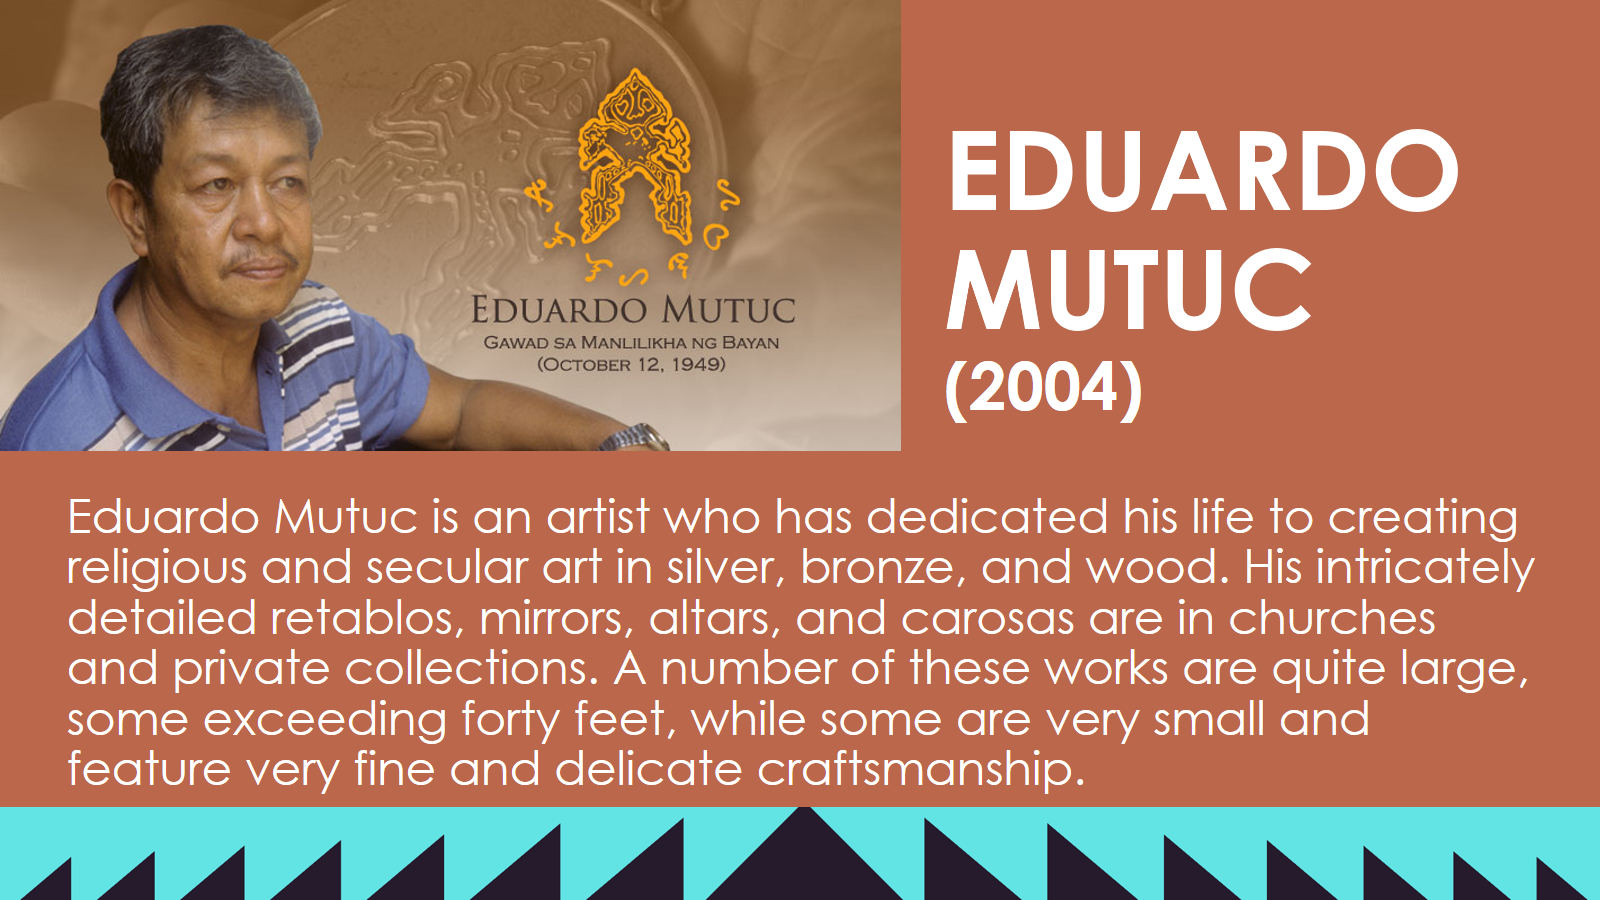 EDUARDO MUTUC
GAWAD SA MANLILIKHA NG BAYAN
(OCTOBER 12, 1949)
EDUARDO
MUTUC
(2004)
Eduardo Mutuc is an artist who has dedicated his life to creating
religious and secular art in silver, bronze, and wood. His intricately
detailed retablos, mirrors, altars, and carosas are in churches
and private collections. A number of these works are quite large,
some exceeding forty feet, while some are very small and
feature very fine and delicate craftsmanship.